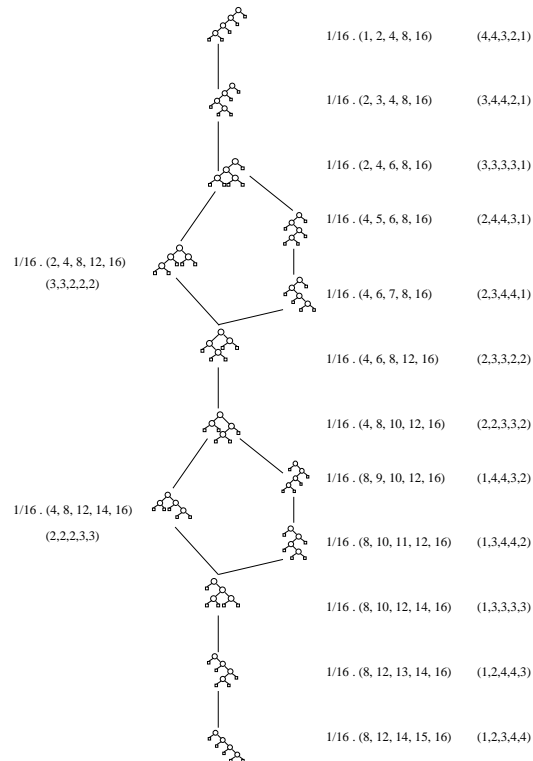 1/16 . (1, 2, 4, 8, 16) (4,4,3,2,1)
1/16 . (2, 3, 4, 8, 16) (3,4,4,2,1)
1/16 . (2, 4, 6, 8, 16) (3,3,3,3,1)
1/16 . (4, 5, 6, 8, 16) (2,4,4,3,1)
1/16 . (2, 4, 8, 12, 16)
(3,3,2,2,2)
1/16 . (4, 6, 7, 8, 16) (2,3,4,4,1)
1/16 . (4, 6, 8, 12, 16) (2,3,3,2,2)
1/16 . (4, 8, 10, 12, 16) (2,2,3,3,2)
1/16 . (8, 9, 10, 12, 16) (1,4,4,3,2)
1/16 . (4, 8, 12, 14, 16)
(2,2,2,3,3)
1/16 . (8, 10, 11, 12, 16) (1,3,4,4,2)
1/16 . (8, 10, 12, 14, 16) (1,3,3,3,3)
1/16 . (8, 12, 13, 14, 16) (1,2,4,4,3)
1/16 . (8, 12, 14, 15, 16) (1,2,3,4,4)